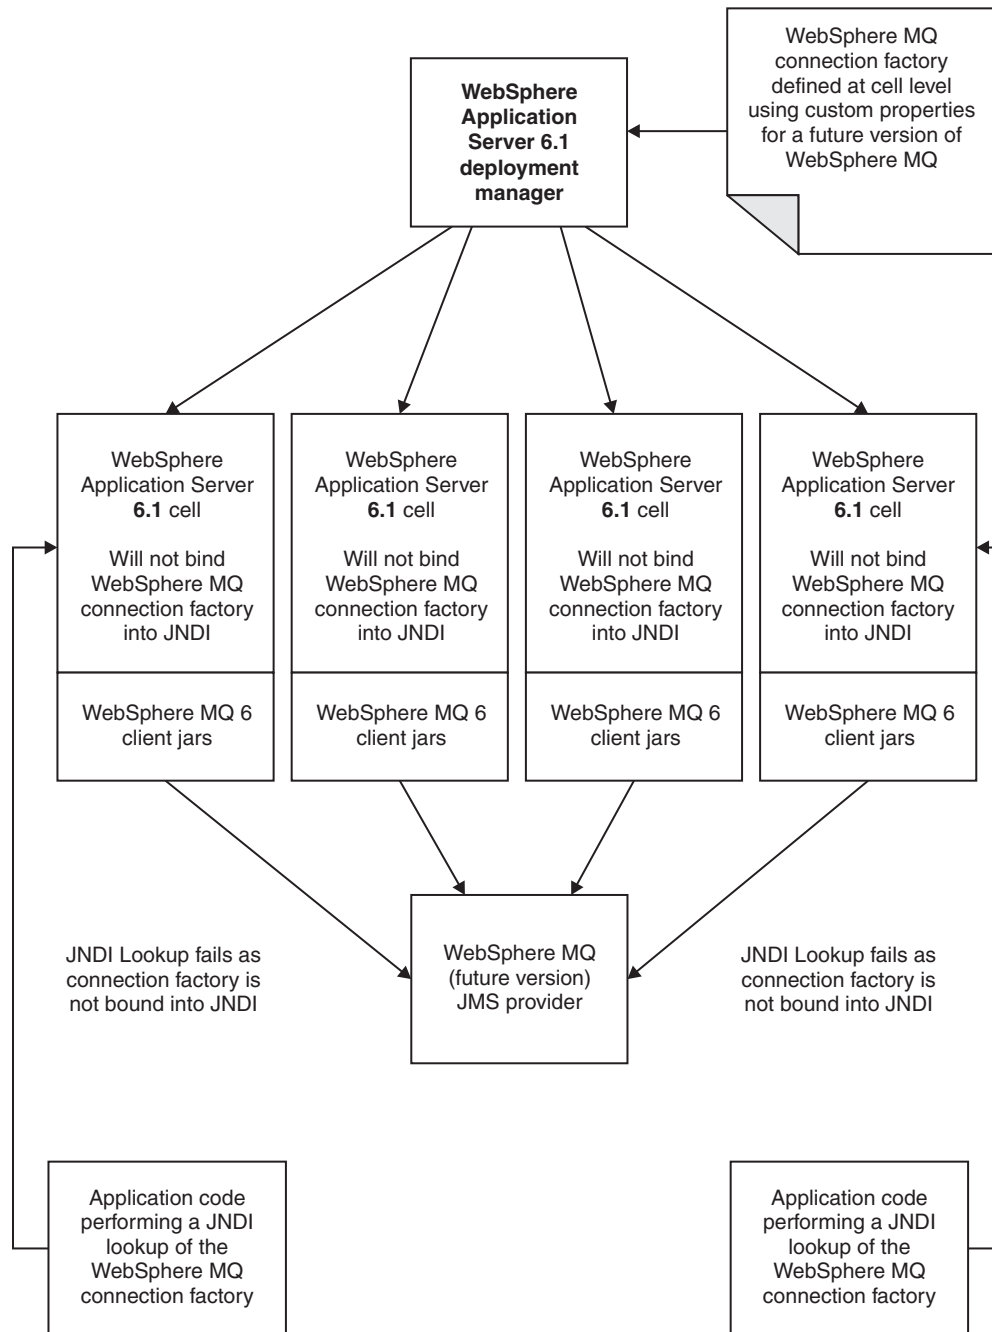 WebSphere MQ
connection factory
defined at cell level
using custom properties
for a future version of
WebSphere MQ
WebSphere
Application
Server 6.1
deployment
manager
WebSphere
Application Server
6.1 cell
Will not bind
WebSphere MQ
connection factory
into JNDI
WebSphere MQ 6
client jars
WebSphere
Application Server
6.1 cell
Will not bind
WebSphere MQ
connection factory
into JNDI
WebSphere MQ 6
client jars
WebSphere
Application Server
6.1 cell
Will not bind
WebSphere MQ
connection factory
into JNDI
WebSphere MQ 6
client jars
WebSphere
Application Server
6.1 cell
Will not bind
WebSphere MQ
connection factory
into JNDI
WebSphere MQ 6
client jars
JNDI Lookup fails as
connection factory is
not bound into JNDI
WebSphere MQ
(future version)
JMS provider
JNDI Lookup fails as
connection factory is
not bound into JNDI
Application code
performing a JNDI
lookup of the
WebSphere MQ
connection factory
Application code
performing a JNDI
lookup of the
WebSphere MQ
connection factory